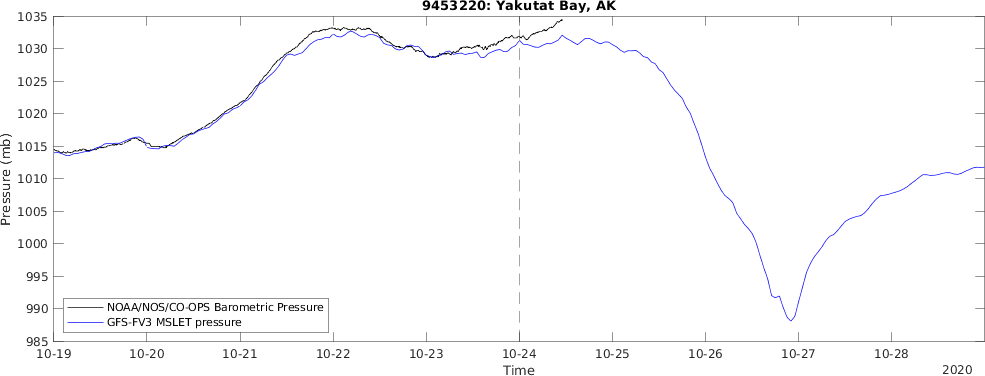 9453220: Yakutat Bay, AK
1035
1030
1025
1020
1015
1010
1005
1000
995
990
985
Pressure (mb)
NOAA/NOS/CO-OPS Barometric Pressure
GFS-FV3 MSLET pressure
10-19 10-20 10-21 10-22 10-23 10-24 10-25 10-26 10-27 10-28
Time
2020